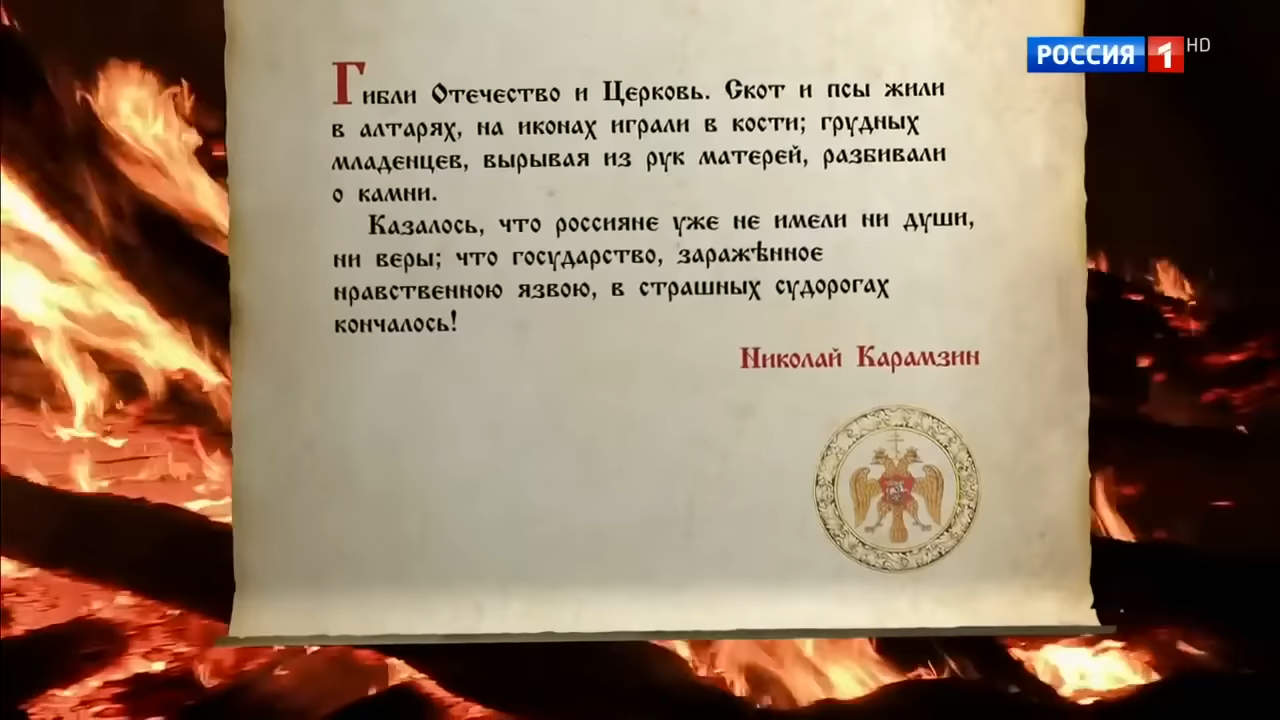 РОССИЯ 1 HD
Гибли Отечество и Церковь. Скот и псы жили
в алтарях, на иконах играли в кости; грудных
младенцев, вырывая из рук матерей, разбивали
о камни.
Казалось, что россияне уже не имели ни души,
ни веры; что государство, заражѣнное
нравственною язвою, в страшных судорогах
кончалось!
Николай Карамзин